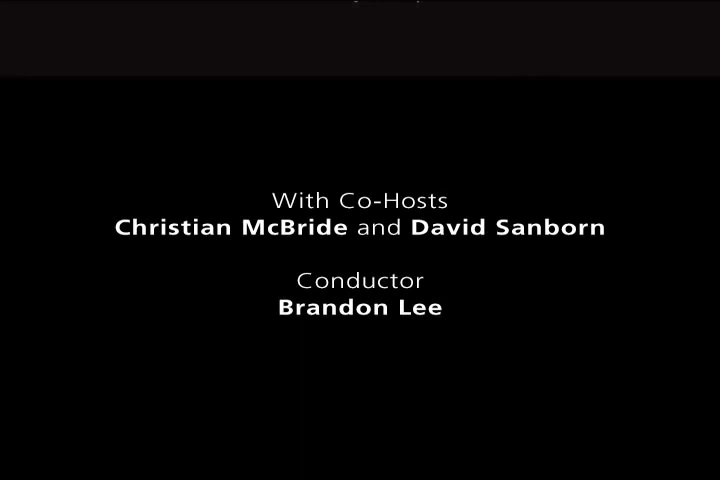 With Co-Hosts
Christian McBride and David Sanborn
Conductor
Brandon Lee